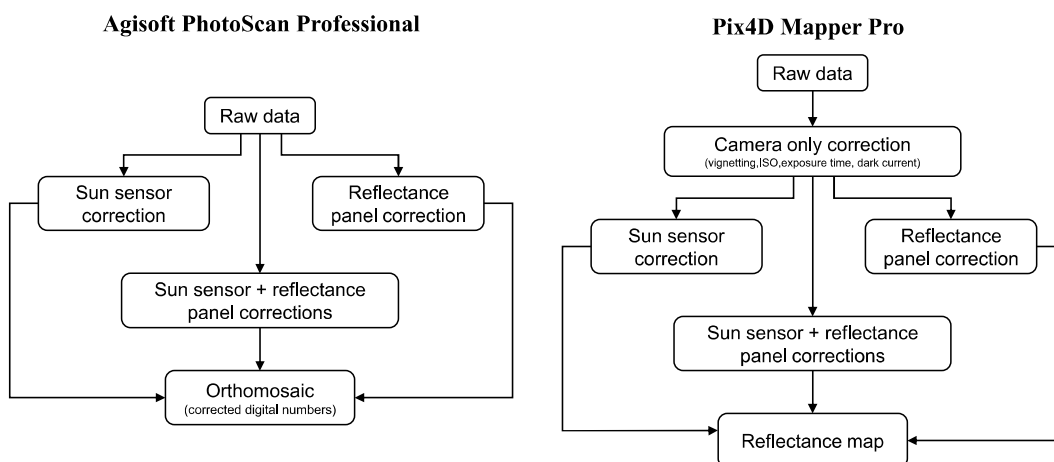 Agisoft PhotoScan Professional
Raw data
Sun sensor
correction
Reflectance
panel correction
Sun sensor + reflectance
panel corrections
Orthomosaic
(corrected digital numbers)
Pix4D Mapper Pro
Raw data
Camera only correction
(vignetting,ISO,exposure time, dark current)
Sun sensor
correction
Reflectance
panel correction
Sun sensor + reflectance
panel corrections
Reflectance map